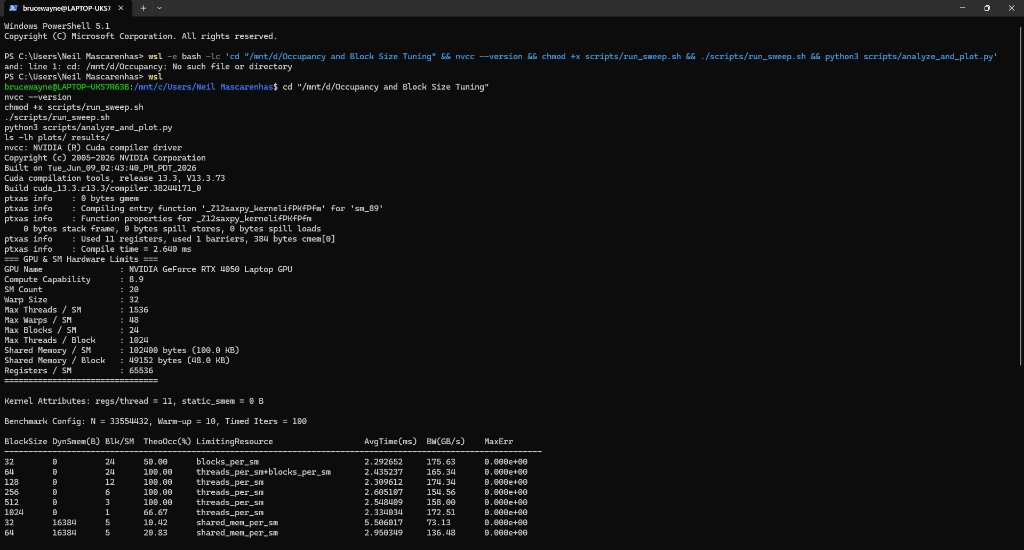 brucewayne@LAPTOP-UKS7
Windows PowerShell 5.1
Copyright (C) Microsoft Corporation. All rights reserved.
PS C:\Users\Neil Mascarenhas> wsl -e bash -lc 'cd "/mnt/d/Occupancy and Block Size Tuning" && nvcc --version && chmod +x scripts/run_sweep.sh && ./scripts/run_sweep.sh && python3 scripts/analyze_and_plot.py'
and: line 1: cd: /mnt/d/Occupancy: No such file or directory
PS C:\Users\Neil Mascarenhas> wsl
brucewayne@LAPTOP-UKS7R63B:/mnt/c/Users/Neil Mascarenhas$ cd "/mnt/d/Occupancy and Block Size Tuning"
nvcc --version
chmod +x scripts/run_sweep.sh
./scripts/run_sweep.sh
python3 scripts/analyze_and_plot.py
ls -lh plots/ results/
nvcc: NVIDIA (R) Cuda compiler driver
Copyright (c) 2005-2026 NVIDIA Corporation
Built on Tue_Jun_09_02:43:40_PM_PDT_2026
Cuda compilation tools, release 13.3, V13.3.73
Build cuda_13.3.r13.3/compiler.38244171_0
ptxas info    : 0 bytes gmem
ptxas info    : Compiling entry function '_Z12saxpy_kernelifPKfPfm' for 'sm_89'
ptxas info    : Function properties for _Z12saxpy_kernelifPKfPfm
    0 bytes stack frame, 0 bytes spill stores, 0 bytes spill loads
ptxas info    : Used 11 registers, used 1 barriers, 384 bytes cmem[0]
ptxas info    : Compile time = 2.640 ms
=== GPU & SM Hardware Limits ===
GPU Name                : NVIDIA GeForce RTX 4050 Laptop GPU
Compute Capability      : 8.9
SM Count                : 20
Warp Size               : 32
Max Threads / SM        : 1536
Max Warps / SM          : 48
Max Blocks / SM         : 24
Max Threads / Block     : 1024
Shared Memory / SM      : 102400 bytes (100.0 KB)
Shared Memory / Block   : 49152 bytes (48.0 KB)
Registers / SM          : 65536
================================
Kernel Attributes: regs/thread = 11, static_smem = 0 B
Benchmark Config: N = 33554432, Warm-up = 10, Timed Iters = 100
BlockSize DynSmem(B) Blk/SM  TheoOcc(%) LimitingResource                    AvgTime(ms)  BW(GB/s)    MaxErr
32        0          24      50.00      blocks_per_sm                       2.292652     175.63      0.000e+00
64        0          24      100.00     threads_per_sm+blocks_per_sm        2.435237     165.34      0.000e+00
128       0          12      100.00     threads_per_sm                      2.309612     174.34      0.000e+00
256       0          6       100.00     threads_per_sm                      2.605107     154.56      0.000e+00
512       0          3       100.00     threads_per_sm                      2.548409     158.00      0.000e+00
1024      0          1       66.67      threads_per_sm                      2.334034     172.51      0.000e+00
32        16384      5       10.42      shared_mem_per_sm                   5.506017     73.13       0.000e+00
64        16384      5       20.83      shared_mem_per_sm                   2.950349     136.48      0.000e+00